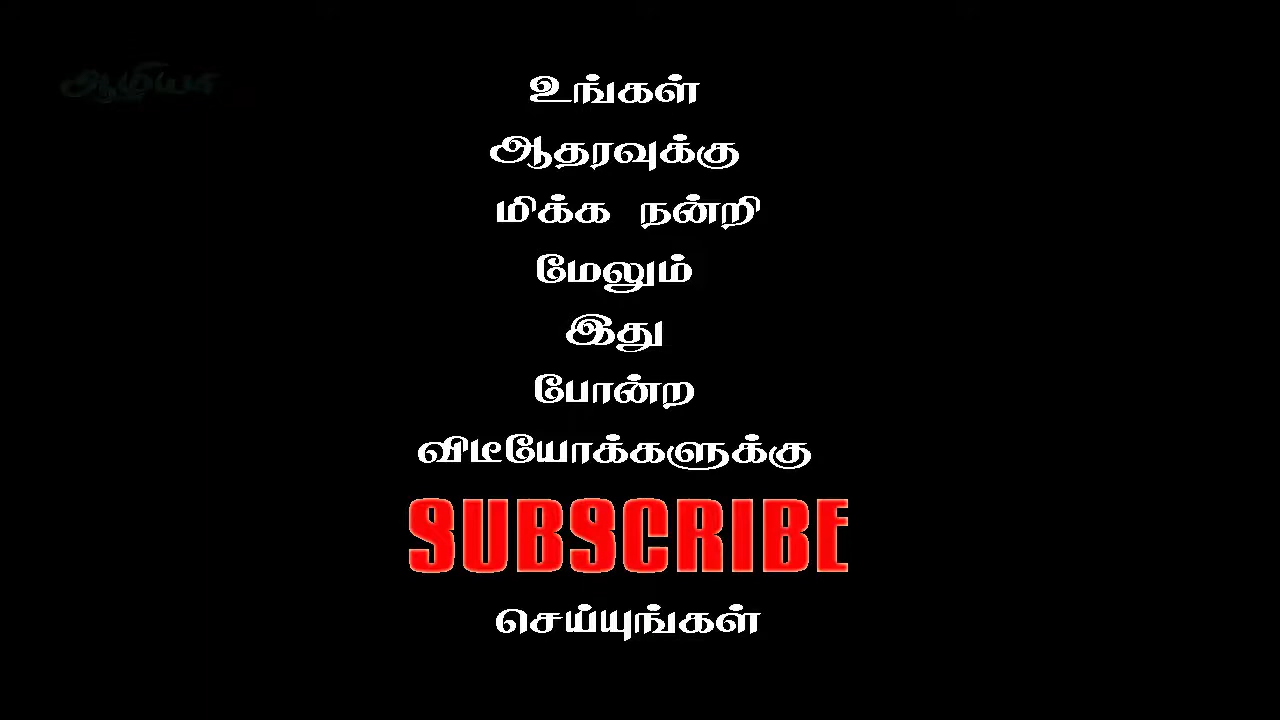 உங்கள்
ஆதரவுக்கு
மிக்க நன்றி
மேலும்
இது
போன்ற
விடீயோக்களுக்கு
SUBSCRIBE
செய்யுங்கள்